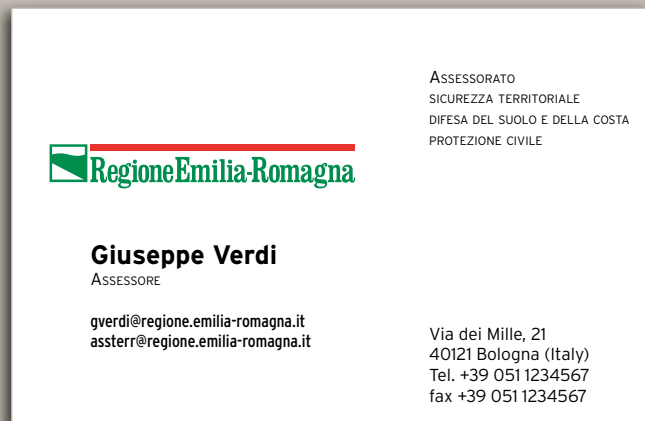 Assessorato
sicurezza territoriale
difesa del suolo e della costa
protezione civile
RegioneEmilia-Romagna
Giuseppe Verdi
Assessore
gverdi@regione.emilia-romagna.it
assterr@regione.emilia-romagna.it
Via dei Mille, 21
40121 Bologna (Italy)
Tel. +39 051 1234567
fax +39 051 1234567